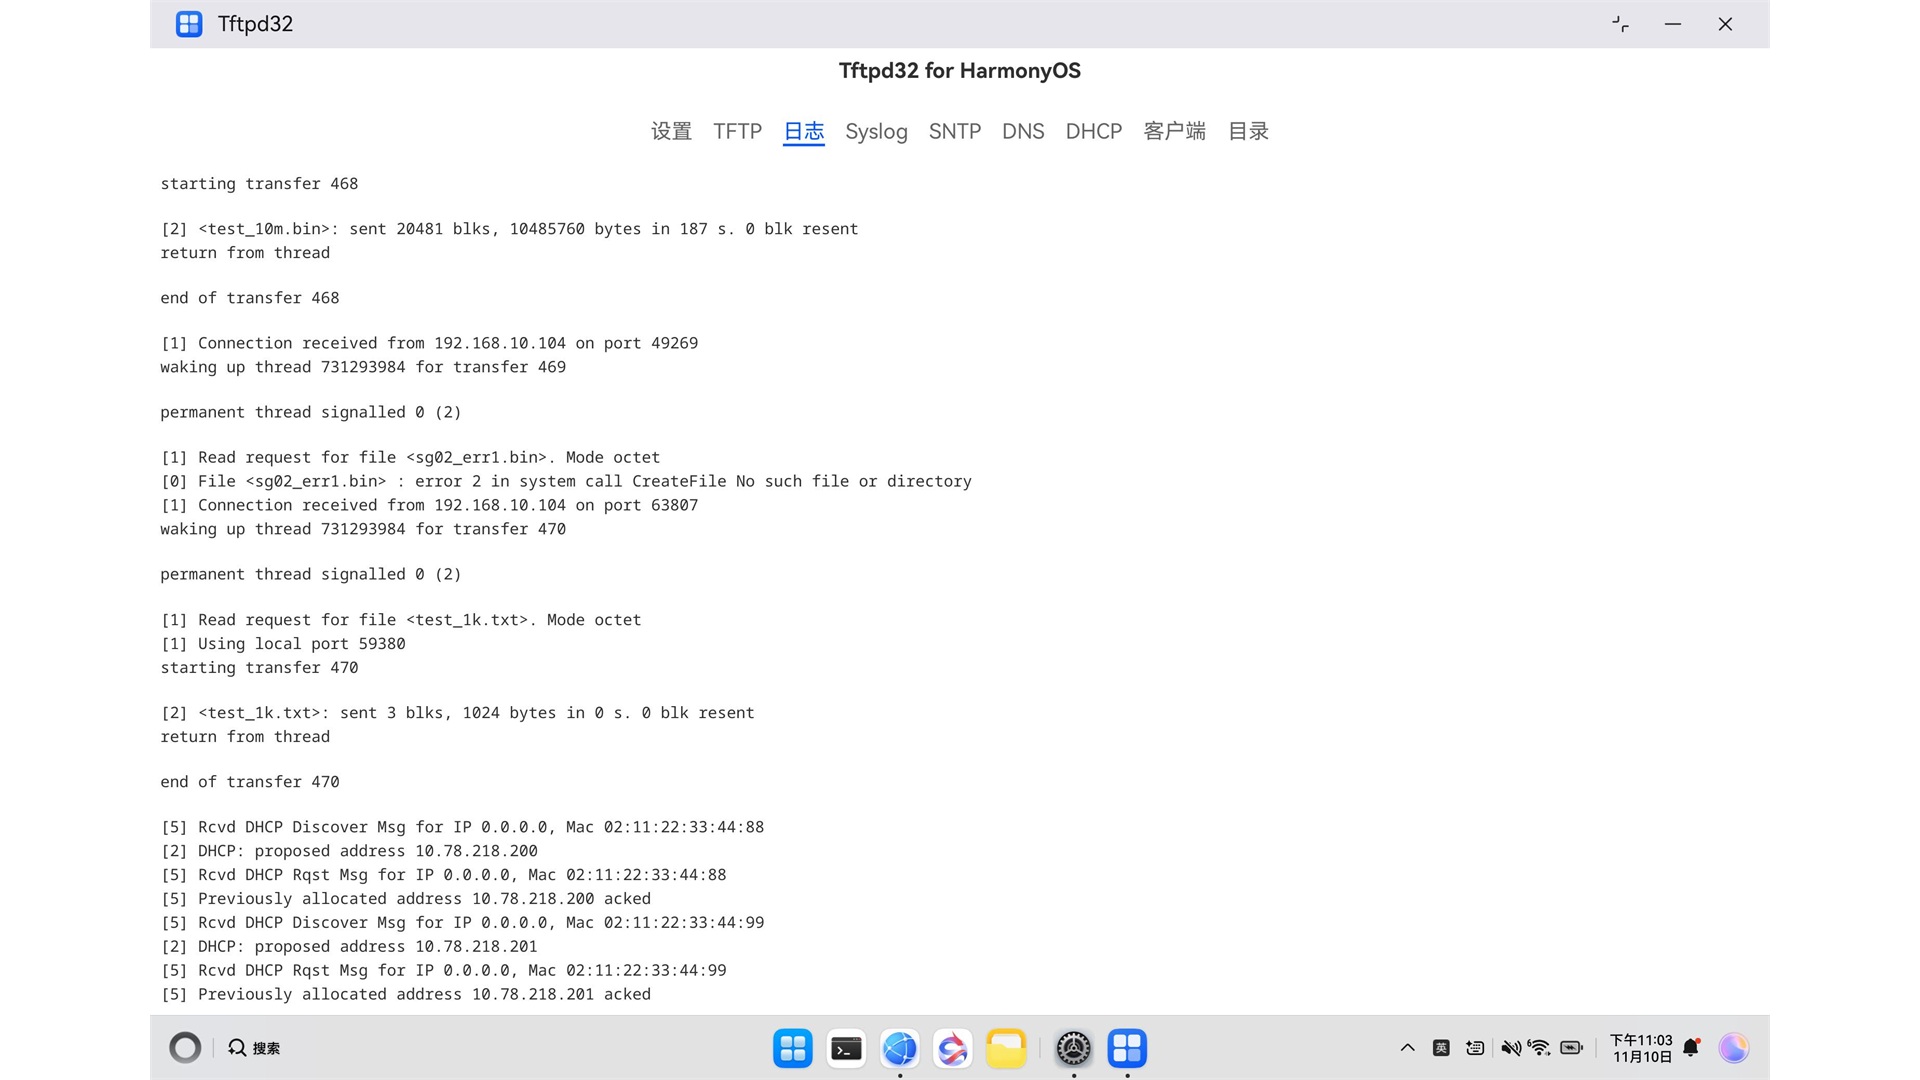 Tftpd32
Tftpd32 for HarmonyOS
设置 TFTP 日志 Syslog SNTP DNS DHCP 客户端 目录
starting transfer 468
[2] <test_10m.bin>: sent 20481 blks, 10485760 bytes in 187 s. 0 blk resent
return from thread
end of transfer 468
[1] Connection received from 192.168.10.104 on port 49269
waking up thread 731293984 for transfer 469
permanent thread signalled 0 (2)
[1] Read request for file <sg02_err1.bin>. Mode octet
[0] File <sg02_err1.bin> : error 2 in system call CreateFile No such file or directory
[1] Connection received from 192.168.10.104 on port 63807
waking up thread 731293984 for transfer 470
permanent thread signalled 0 (2)
[1] Read request for file <test_1k.txt>. Mode octet
[1] Using local port 59380
starting transfer 470
[2] <test_1k.txt>: sent 3 blks, 1024 bytes in 0 s. 0 blk resent
return from thread
end of transfer 470
[5] Rcvd DHCP Discover Msg for IP 0.0.0.0, Mac 02:11:22:33:44:88
[2] DHCP: proposed address 10.78.218.200
[5] Rcvd DHCP Rqst Msg for IP 0.0.0.0, Mac 02:11:22:33:44:88
[5] Previously allocated address 10.78.218.200 acked
[5] Rcvd DHCP Discover Msg for IP 0.0.0.0, Mac 02:11:22:33:44:99
[2] DHCP: proposed address 10.78.218.201
[5] Rcvd DHCP Rqst Msg for IP 0.0.0.0, Mac 02:11:22:33:44:99
[5] Previously allocated address 10.78.218.201 acked
搜索
英
下午11:03
11月10日